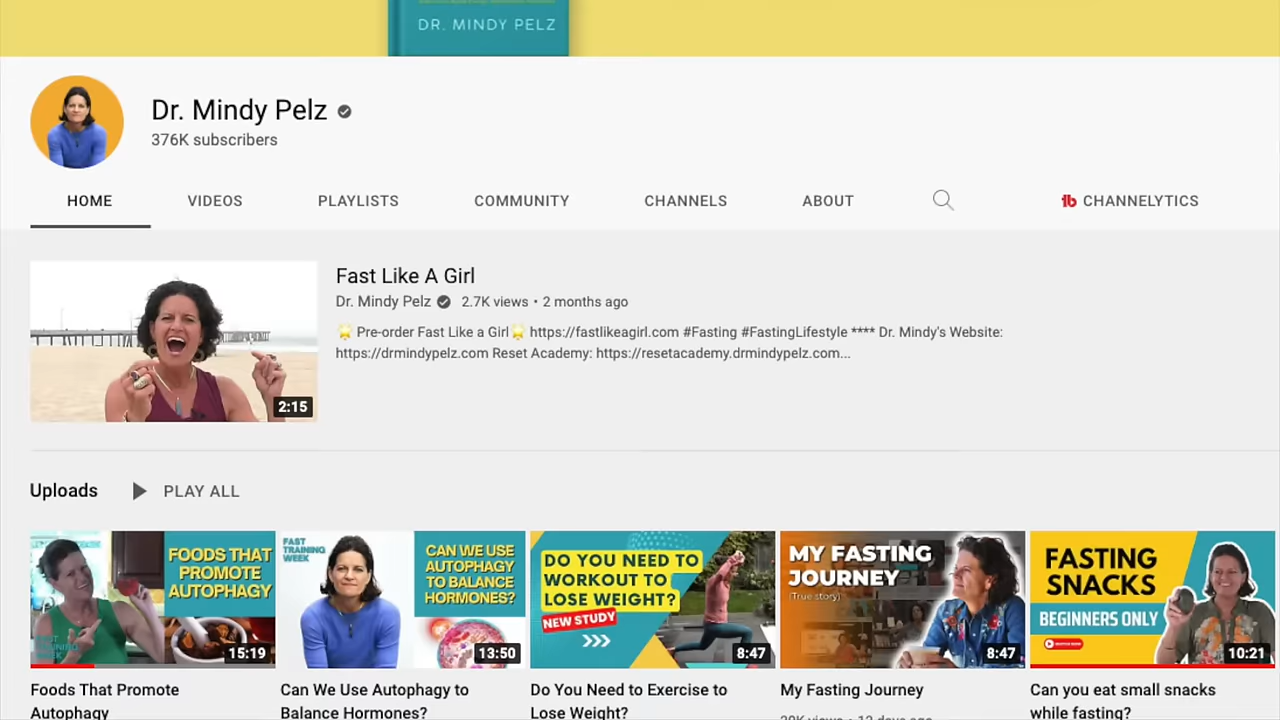 DR. MINDY PELZ
Dr. Mindy Pelz
376K subscribers
HOME VIDEOS PLAYLISTS COMMUNITY CHANNELS ABOUT CHANNELYTICS
Fast Like A Girl
Dr. Mindy Pelz 2.7K views • 2 months ago
🌟 Pre-order Fast Like a Girl🌟 https://fastlikeagirl.com #Fasting #FastingLifestyle **** Dr. Mindy's Website:
https://drmindypelz.com Reset Academy: https://resetacademy.drmindypelz.com...
2:15
Uploads PLAY ALL
FOODS THAT
PROMOTE
AUTOPHAGY
FAST
TRAINING
WEEK
15:19
FAST
TRAINING
WEEK
CAN WE USE
AUTOPHAGY
TO BALANCE
HORMONES?
13:50
DO YOU NEED TO
WORKOUT TO
LOSE WEIGHT?
NEW STUDY
8:47
MY FASTING
JOURNEY
(True story)
8:47
FASTING
SNACKS
BEGINNERS ONLY
10:21
Foods That Promote
Autophagy
Can We Use Autophagy to
Balance Hormones?
Do You Need to Exercise to
Lose Weight?
My Fasting Journey
Can you eat small snacks
while fasting?